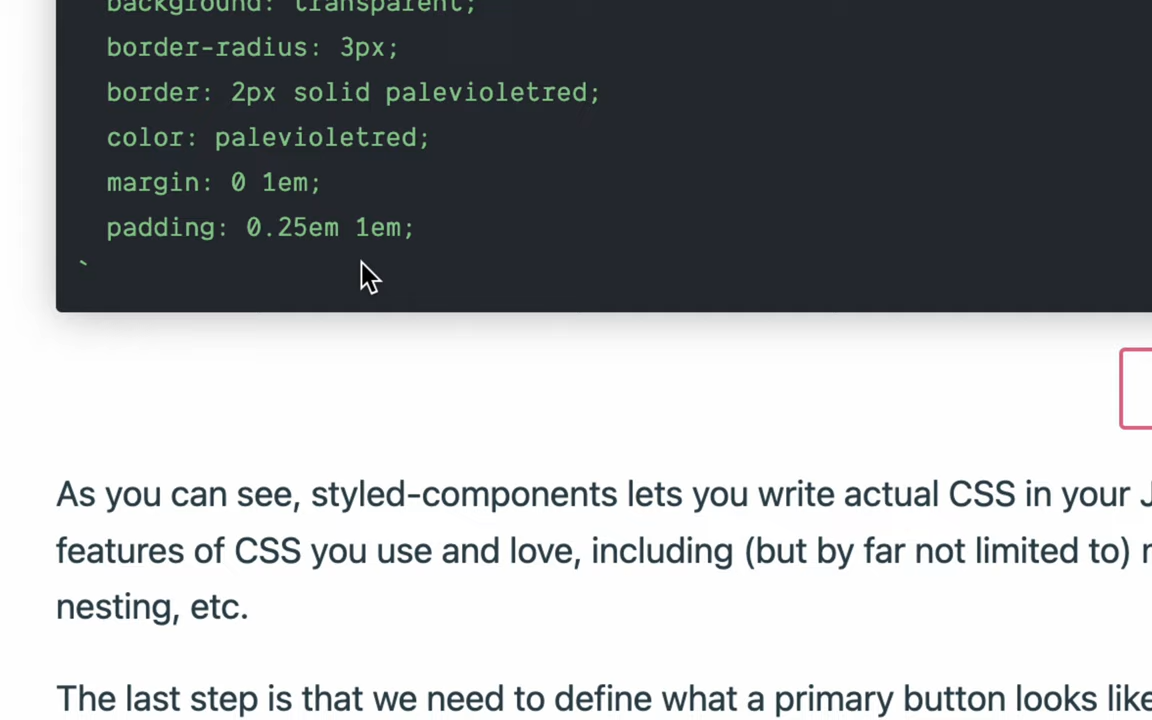 background: transparent;
border-radius: 3px;
border: 2px solid palevioletred;
color: palevioletred;
margin: 0 1em;
padding: 0.25em 1em;
`
As you can see, styled-components lets you write actual CSS in your
features of CSS you use and love, including (but by far not limited to)
nesting, etc.
The last step is that we need to define what a primary button looks like